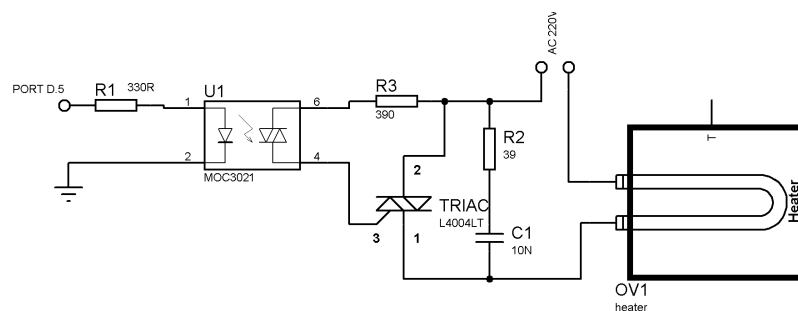 PORT D.5
R1
330R
U1
1
2
6
4
MOC3021
R3
390
AC 220V
R2
39
2
TRIAC
L4004LT
3
1
C1
10N
T
Heater
OV1
heater